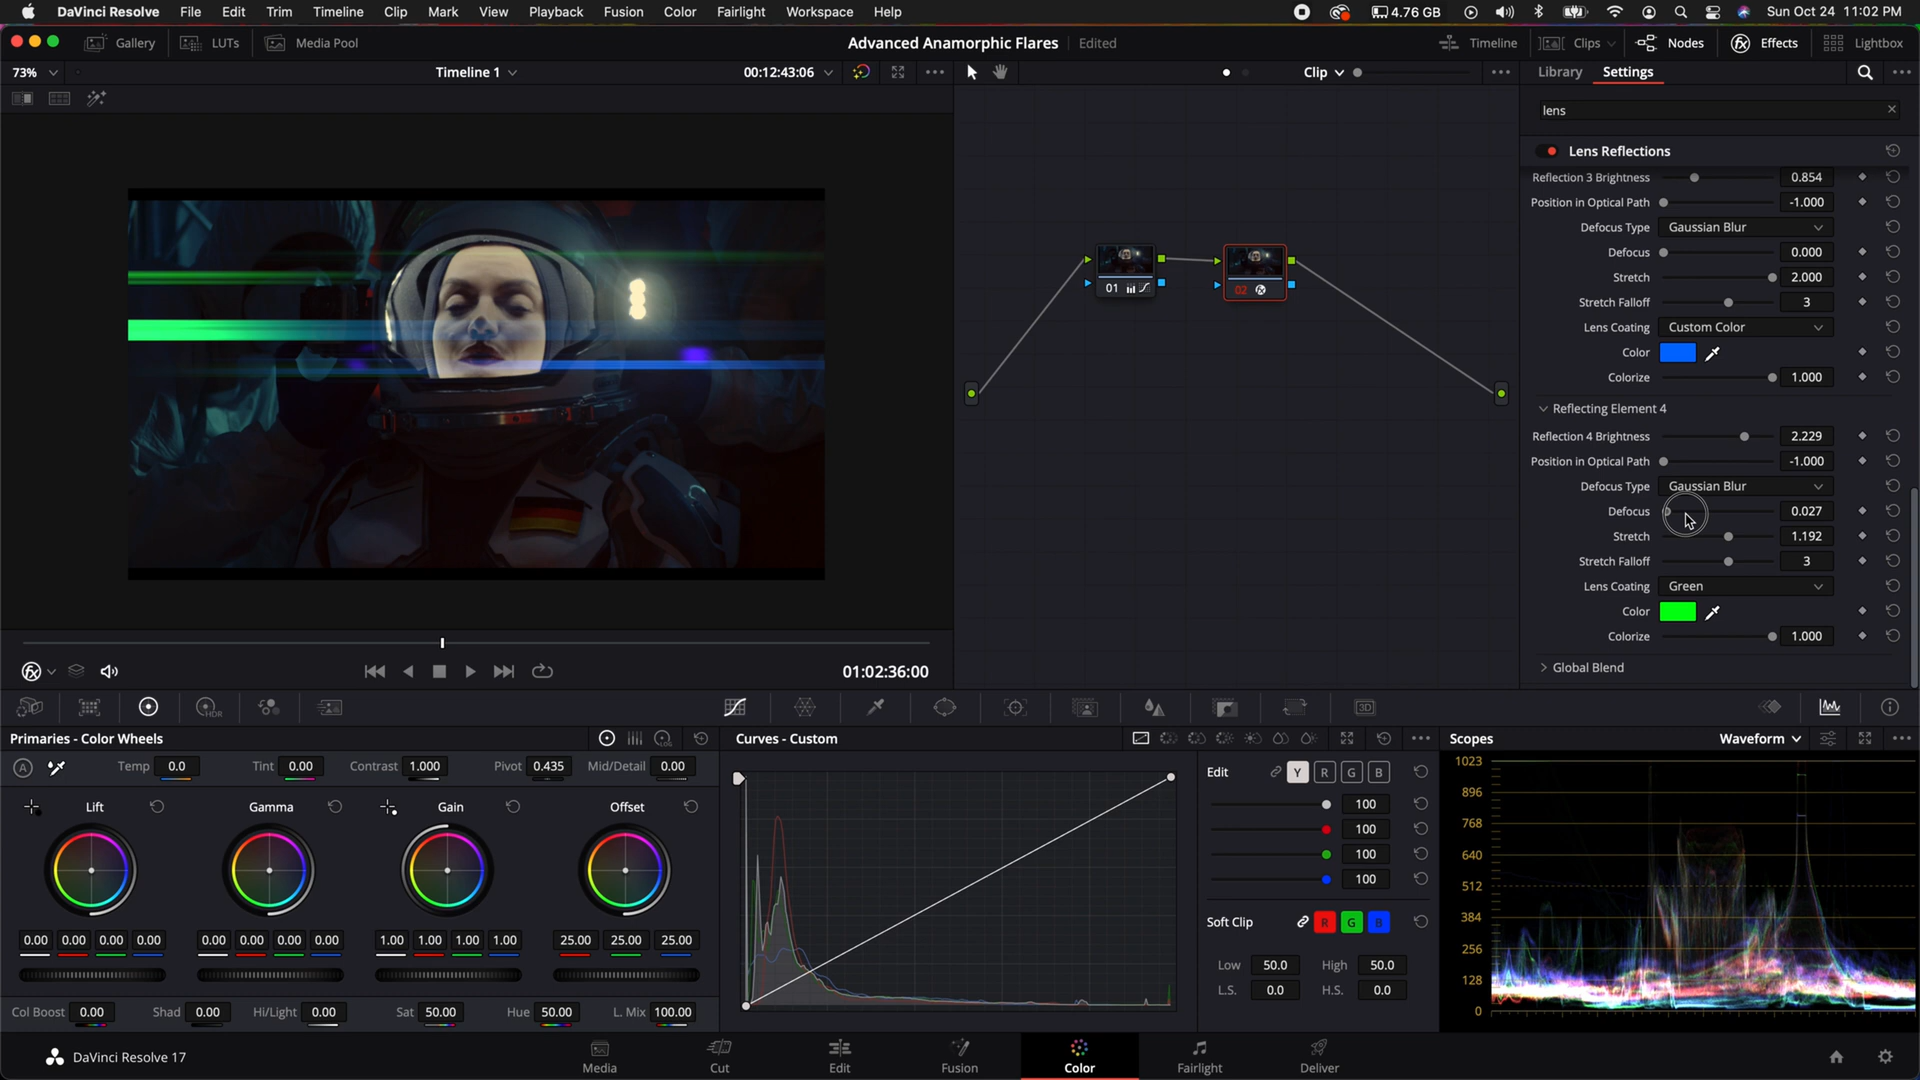 DaVinci Resolve File Edit Trim Timeline Clip Mark View Playback Fusion Color Fairlight Workspace Help 4.76 GB Sun Oct 24 11:02 PM
Gallery LUTs Media Pool Advanced Anamorphic Flares Edited Timeline Clips Nodes Effects Lightbox
73% Timeline 1 00:12:43:06 Clip Library Settings
lens
Lens Reflections
Reflection 3 Brightness 0.854
Position in Optical Path -1.000
Defocus Type Gaussian Blur
Defocus 0.000
Stretch 2.000
Stretch Falloff 3
Lens Coating Custom Color
Color
Colorize 1.000
Reflecting Element 4
Reflection 4 Brightness 2.229
Position in Optical Path -1.000
Defocus Type Gaussian Blur
Defocus 0.027
Stretch 1.192
Stretch Falloff 3
Lens Coating Green
Color
Colorize 1.000
Global Blend
01 02
01:02:36:00
HDR 3D
Primaries - Color Wheels LOG Curves - Custom Scopes Waveform
A Temp 0.0 Tint 0.00 Contrast 1.000 Pivot 0.435 Mid/Detail 0.00
Lift Gamma Gain Offset
0.00 0.00 0.00 0.00 0.00 0.00 0.00 0.00 1.00 1.00 1.00 1.00 25.00 25.00 25.00
Col Boost 0.00 Shad 0.00 Hi/Light 0.00 Sat 50.00 Hue 50.00 L. Mix 100.00
Edit Y R G B
100
100
100
100
Soft Clip R G B
Low 50.0 High 50.0
L.S. 0.0 H.S. 0.0
1023
896
768
640
512
384
256
128
0
DaVinci Resolve 17 Media Cut Edit Fusion Color Fairlight Deliver